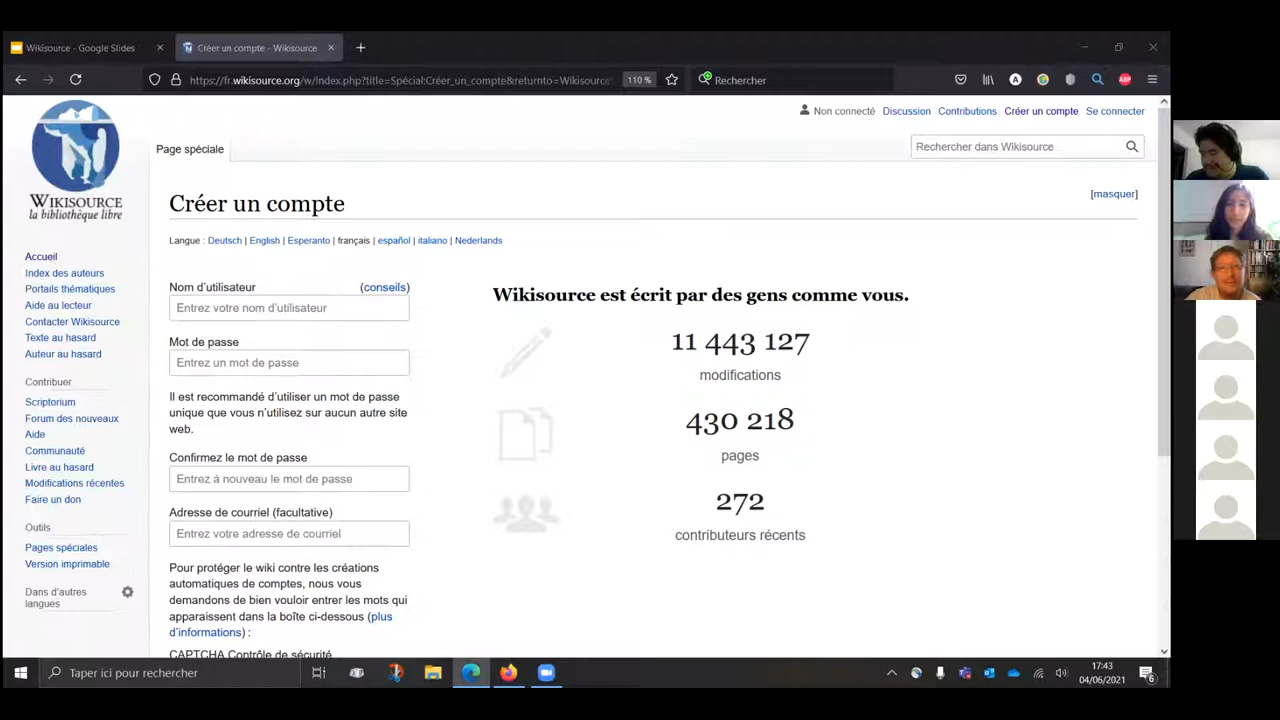 Wikisource - Google Slides
Créer un compte - Wikisource
https://fr.wikisource.org/w/index.php?title=Spécial:Créer_un_compte&returnto=Wikisource
110 %
Rechercher
Non connecté Discussion Contributions Créer un compte Se connecter
Page spéciale
Rechercher dans Wikisource
WIKISOURCE
la bibliothèque libre
Créer un compte
[masquer]
Langue : Deutsch | English | Esperanto | français | español | italiano | Nederlands
Accueil
Index des auteurs
Portails thématiques
Aide au lecteur
Contacter Wikisource
Texte au hasard
Auteur au hasard
Contribuer
Scriptorium
Forum des nouveaux
Aide
Communauté
Livre au hasard
Modifications récentes
Faire un don
Outils
Pages spéciales
Version imprimable
Dans d'autres
langues
Nom d'utilisateur (conseils)
Entrez votre nom d'utilisateur
Mot de passe
Entrez un mot de passe
Il est recommandé d'utiliser un mot de passe
unique que vous n'utilisez sur aucun autre site
web.
Confirmez le mot de passe
Entrez à nouveau le mot de passe
Adresse de courriel (facultative)
Entrez votre adresse de courriel
Pour protéger le wiki contre les créations
automatiques de comptes, nous vous
demandons de bien vouloir entrer les mots qui
apparaissent dans la boîte ci-dessous (plus
d'informations) :
CAPTCHA Contrôle de sécurité
Wikisource est écrit par des gens comme vous.
11 443 127
modifications
430 218
pages
272
contributeurs récents
Taper ici pour rechercher
17:43
04/06/2021
6